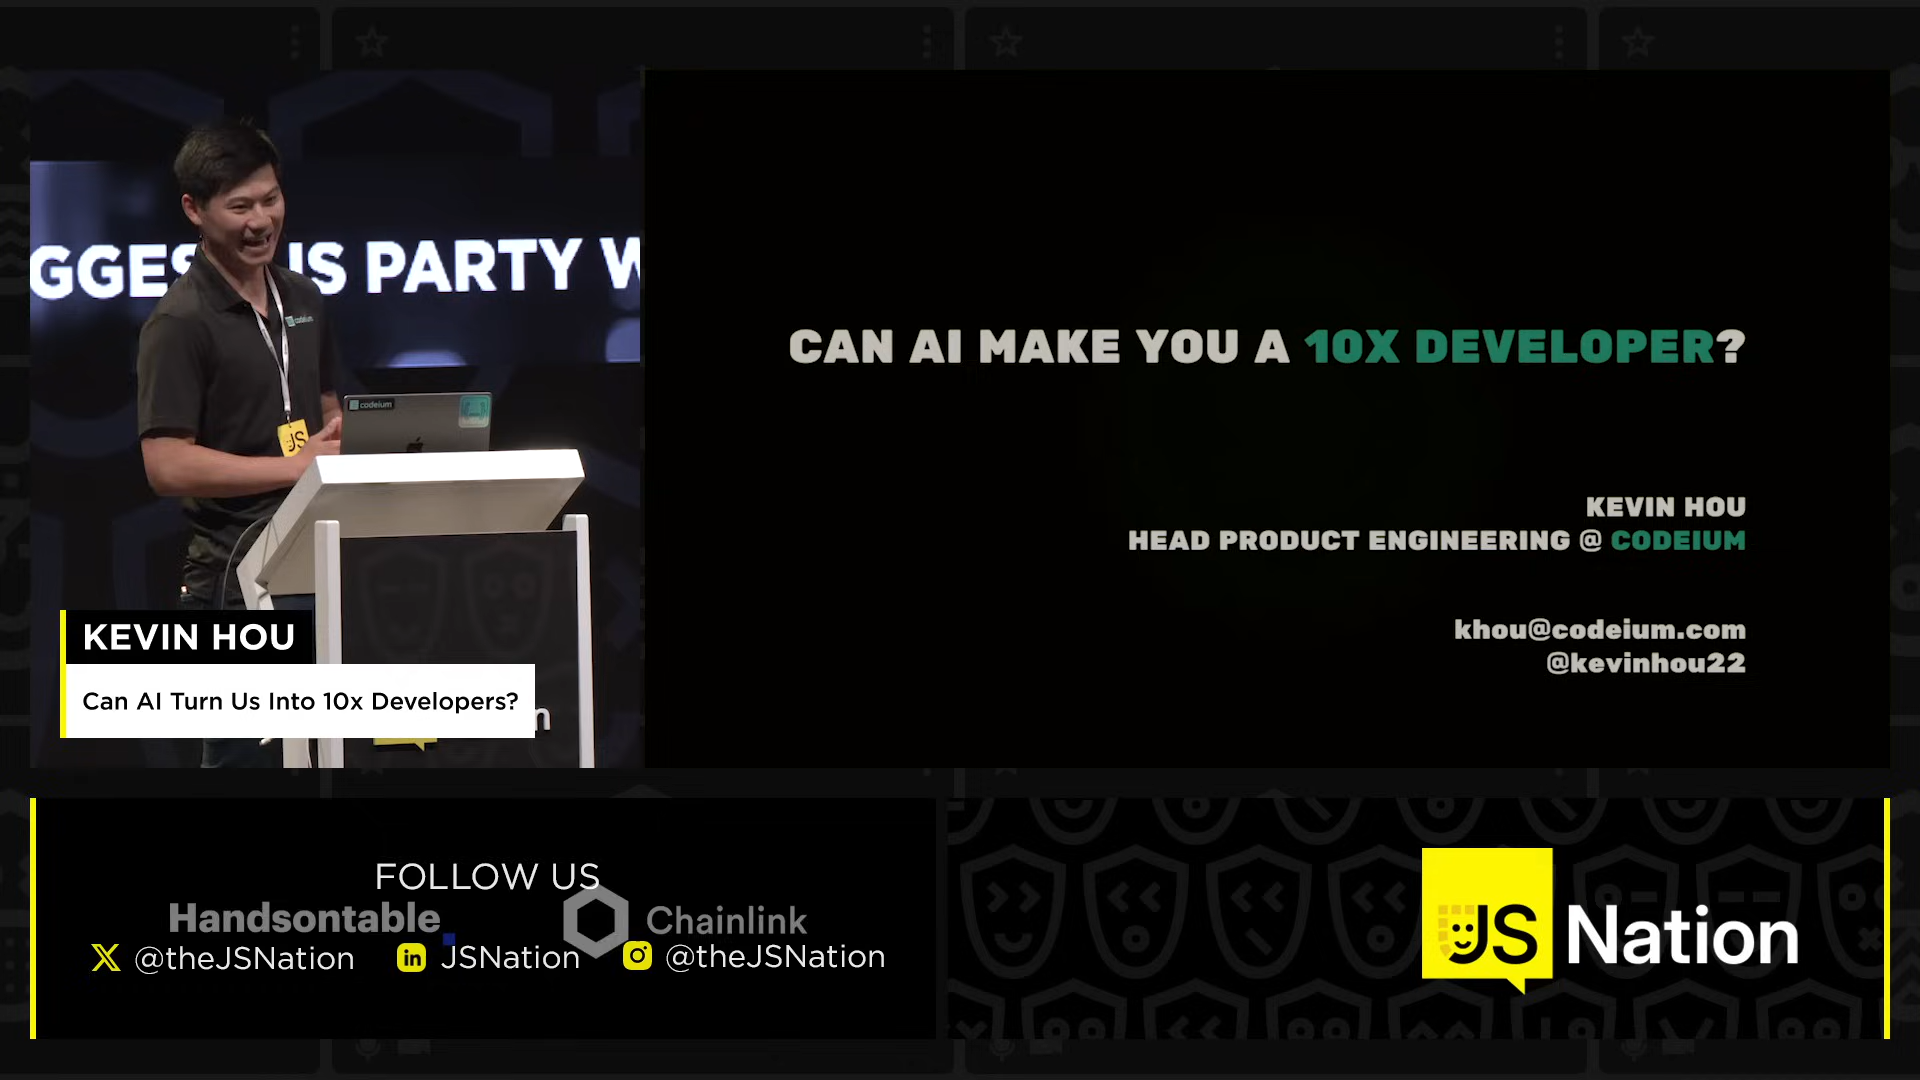 GGES JS PARTY W
codeium
codeium
JS
KEVIN HOU
Can AI Turn Us Into 10x Developers?
n
CAN AI MAKE YOU A 10X DEVELOPER?
KEVIN HOU
HEAD PRODUCT ENGINEERING @ CODEIUM
khou@codeium.com
@kevinhou22
FOLLOW US
Handsontable Chainlink
@theJSNation in JSNation @theJSNation
JS Nation